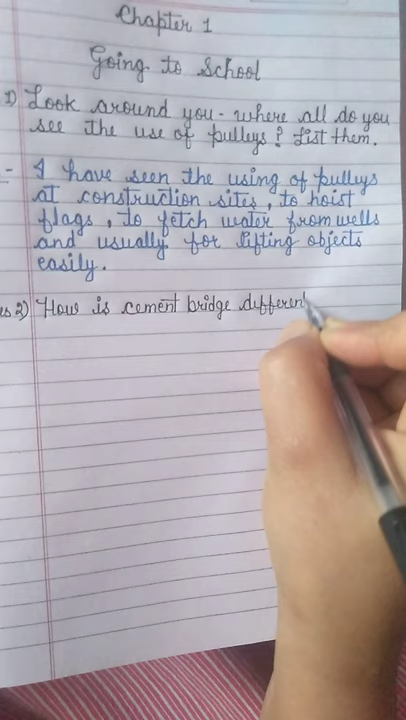 Chapter 1
Going to School
1) Look around you - where all do you
see the use of pulleys? List them.
- I have seen the using of pulleys
at construction sites, to hoist
flags, to fetch water from wells
and usually for lifting objects
easily.
es 2) How is cement bridge different